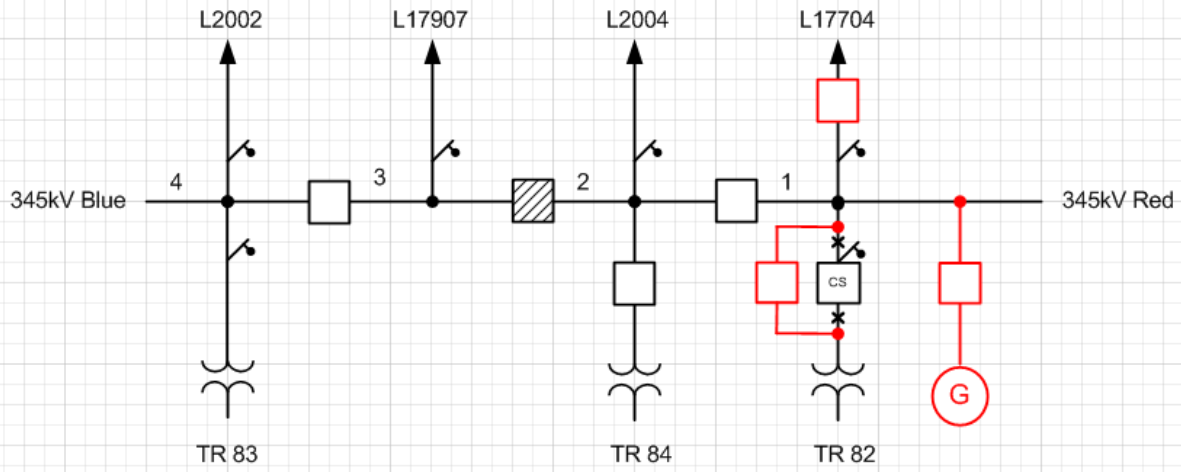 L2002 L17907 L2004 L17704
345kV Blue 4 3 2 1 345kV Red
CS
G
TR 83 TR 84 TR 82